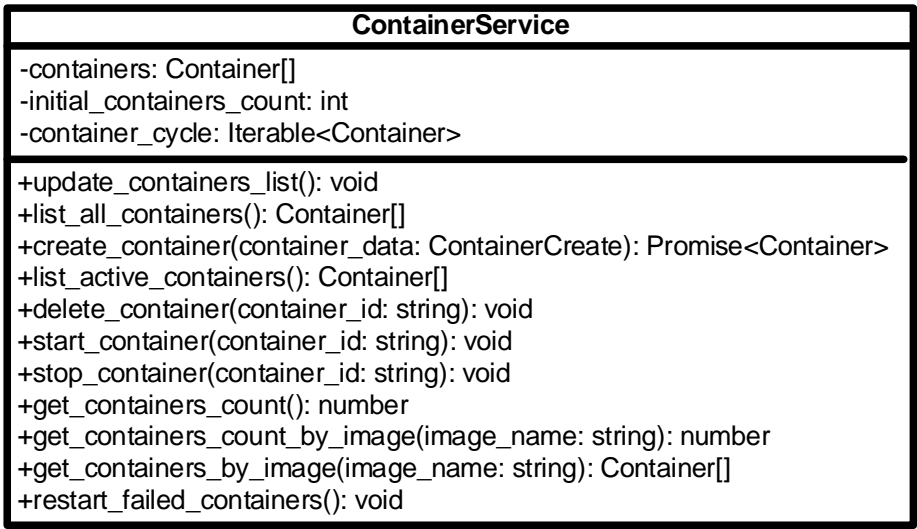 ContainerService
-containers: Container[]
-initial_containers_count: int
-container_cycle: Iterable<Container>
+update_containers_list(): void
+list_all_containers(): Container[]
+create_container(container_data: ContainerCreate): Promise<Container>
+list_active_containers(): Container[]
+delete_container(container_id: string): void
+start_container(container_id: string): void
+stop_container(container_id: string): void
+get_containers_count(): number
+get_containers_count_by_image(image_name: string): number
+get_containers_by_image(image_name: string): Container[]
+restart_failed_containers(): void